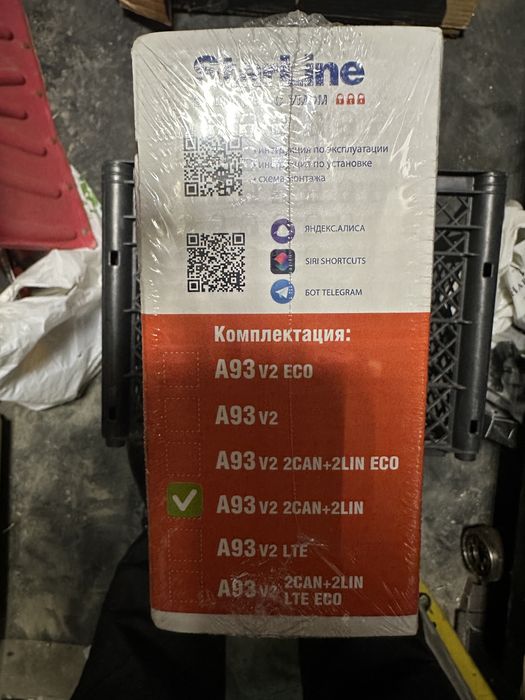 StarLine
• инструкция по эксплуатации
• инструкция по установке
• схема монтажа
ЯНДЕКС.АЛИСА
SIRI SHORTCUTS
БОТ TELEGRAM
Комплектация:
A93 V2 ECO
A93 V2
A93 V2 2CAN+2LIN ECO
A93 V2 2CAN+2LIN
A93 V2 LTE
A93 V2 2CAN+2LIN
LTE ECO